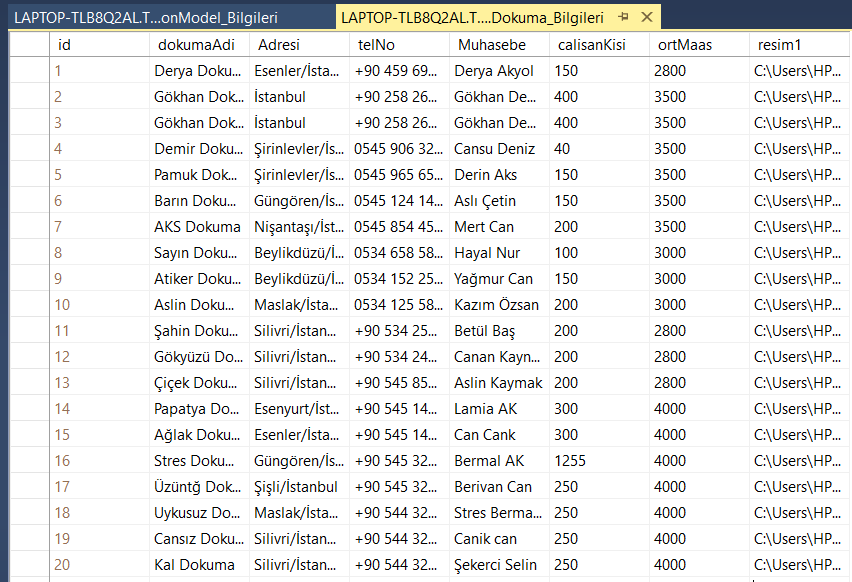 LAPTOP-TLB8Q2AL.T...onModel_Bilgileri LAPTOP-TLB8Q2AL.T....Dokuma_Bilgileri
id dokumaAdi Adresi telNo Muhasebe calisanKisi ortMaas resim1
1 Derya Doku... Esenler/İsta... +90 459 69... Derya Akyol 150 2800 C:\Users\HP...
2 Gökhan Dok... İstanbul +90 258 26... Gökhan De... 400 3500 C:\Users\HP...
3 Gökhan Dok... İstanbul +90 258 26... Gökhan De... 400 3500 C:\Users\HP...
4 Demir Doku... Şirinlevler/İs... 0545 906 32... Cansu Deniz 40 3500 C:\Users\HP...
5 Pamuk Dok... Şirinlevler/İs... 0545 965 65... Derin Aks 150 3500 C:\Users\HP...
6 Barın Doku... Güngören/İs... 0545 124 14... Aslı Çetin 150 3500 C:\Users\HP...
7 AKS Dokuma Nişantaşı/İst... 0545 854 45... Mert Can 200 3500 C:\Users\HP...
8 Sayın Doku... Beylikdüzü/İ... 0534 658 58... Hayal Nur 100 3000 C:\Users\HP...
9 Atiker Doku... Beylikdüzü/İ... 0534 152 25... Yağmur Can 150 3000 C:\Users\HP...
10 Aslin Doku... Maslak/İsta... 0534 125 58... Kazım Özsan 200 3000 C:\Users\HP...
11 Şahin Doku... Silivri/İstan... +90 534 25... Betül Baş 200 2800 C:\Users\HP...
12 Gökyüzü Do... Silivri/İstan... +90 534 24... Canan Kayn... 200 2800 C:\Users\HP...
13 Çiçek Doku... Silivri/İstan... +90 545 85... Aslin Kaymak 200 2800 C:\Users\HP...
14 Papatya Do... Esenyurt/İst... +90 545 14... Lamia AK 300 4000 C:\Users\HP...
15 Ağlak Doku... Esenler/İsta... +90 545 14... Can Cank 300 4000 C:\Users\HP...
16 Stres Doku... Güngören/İs... +90 545 32... Bermal AK 1255 4000 C:\Users\HP...
17 Üzüntğ Dok... Şişli/İstanbul +90 545 32... Berivan Can 250 4000 C:\Users\HP...
18 Uykusuz Do... Maslak/İsta... +90 544 32... Stres Berma... 250 4000 C:\Users\HP...
19 Cansız Doku... Silivri/İstan... +90 544 32... Canik can 250 4000 C:\Users\HP...
20 Kal Dokuma Silivri/İstan... +90 544 32... Şekerci Selin 250 4000 C:\Users\HP...